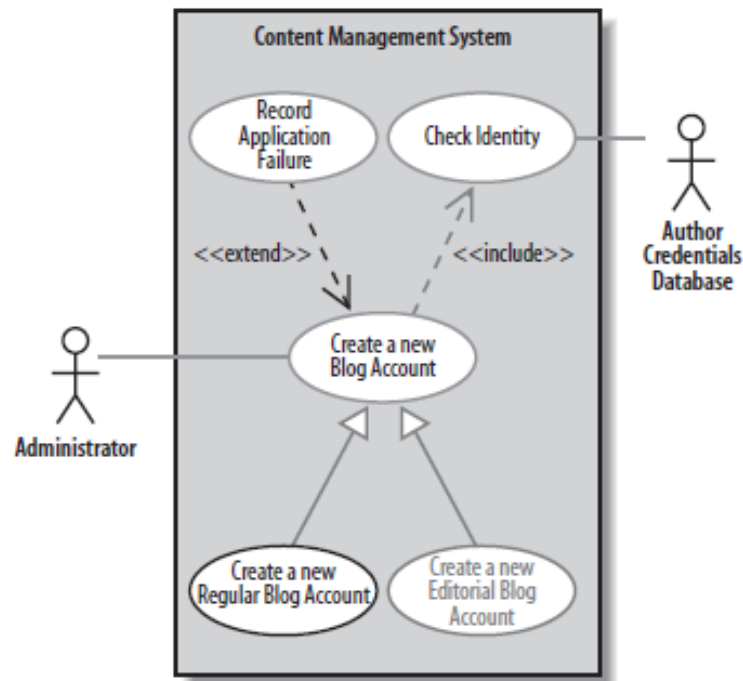 Content Management System
Record
Application
Failure
Check Identity
Author
Credentials
Database
<<extend>>
<<include>>
Create a new
Blog Account
Administrator
Create a new
Regular Blog Account
Create a new
Editorial Blog
Account